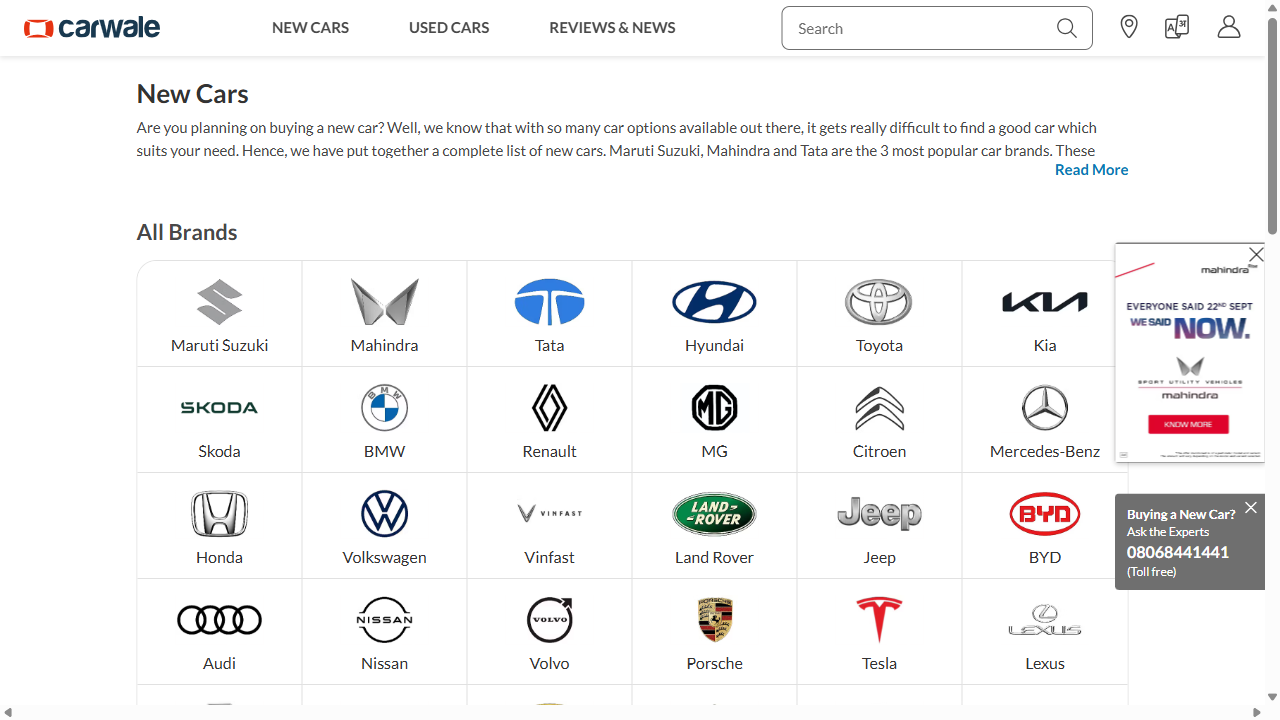 carwale
NEW CARS
USED CARS
REVIEWS & NEWS
Search
New Cars
Are you planning on buying a new car? Well, we know that with so many car options available out there, it gets really difficult to find a good car which
suits your need. Hence, we have put together a complete list of new cars. Maruti Suzuki, Mahindra and Tata are the 3 most popular car brands. These
Read More
All Brands
Maruti Suzuki
Mahindra
TATA
Tata
Hyundai
Toyota
KIA
Kia
SKODA
Skoda
BMW
BMW
Renault
MG
MG
Citroen
Mercedes-Benz
Honda
Volkswagen
VINFAST
Vinfast
LAND-
-ROVER
Land Rover
Jeep
Jeep
BYD
BYD
Audi
NISSAN
Nissan
VOLVO
Volvo
PORSCHE
Porsche
Tesla
LEXUS
Lexus
mahindra Rise
EVERYONE SAID 22ND SEPT
WE SAID NOW.
SPORT UTILITY VEHICLES
mahindra
KNOW MORE
Buying a New Car?
Ask the Experts
08068441441
(Toll free)